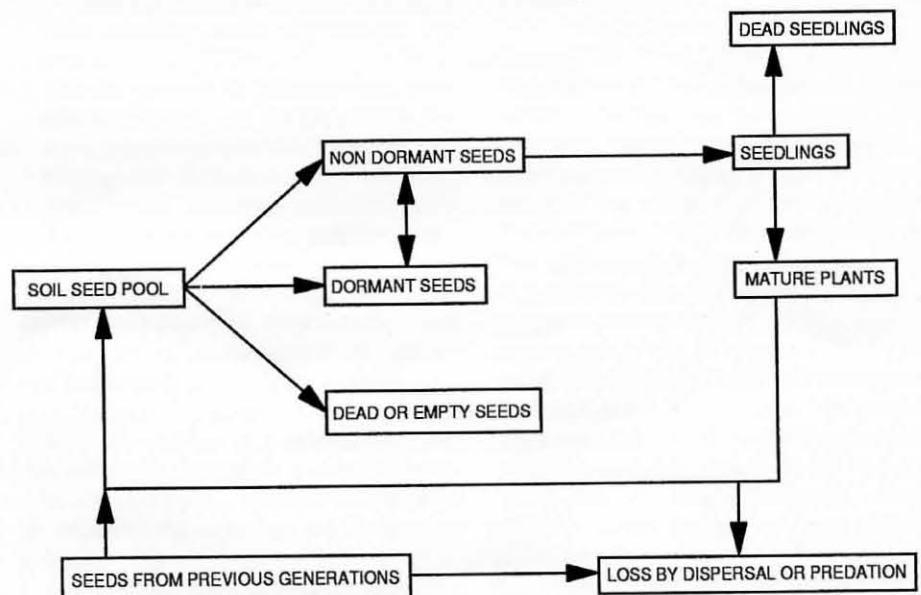 DEAD SEEDLINGS
NON DORMANT SEEDS
SEEDLINGS
SOIL SEED POOL
DORMANT SEEDS
MATURE PLANTS
DEAD OR EMPTY SEEDS
SEEDS FROM PREVIOUS GENERATIONS
LOSS BY DISPERSAL OR PREDATION